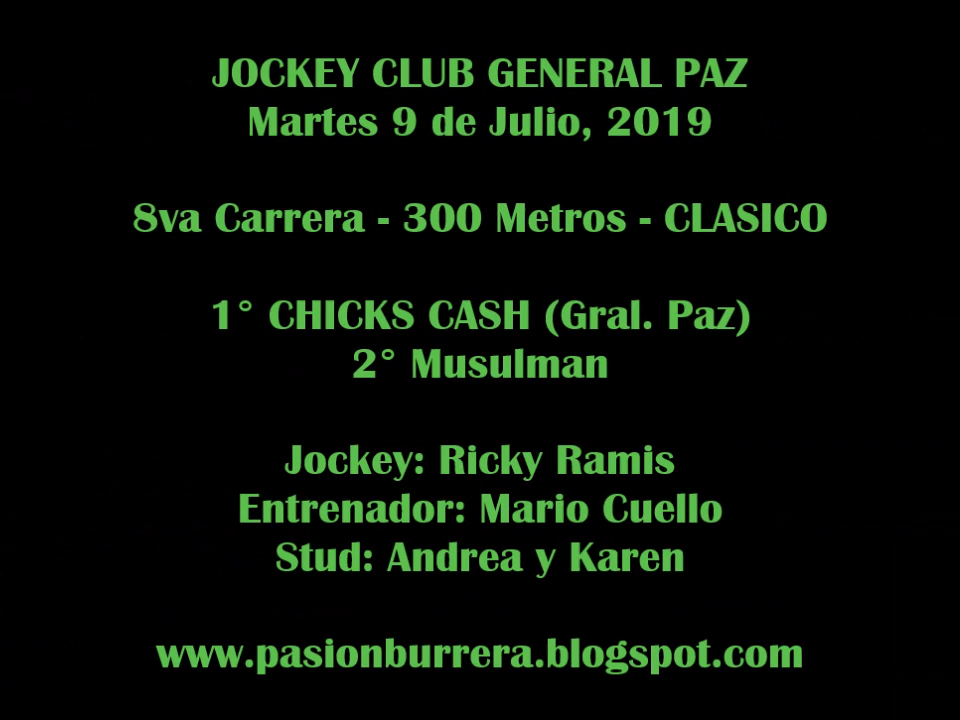 JOCKEY CLUB GENERAL PAZ
Martes 9 de Julio, 2019
8va Carrera - 300 Metros - CLASICO
1° CHICKS CASH (Gral. Paz)
2° Musulman
Jockey: Ricky Ramis
Entrenador: Mario Cuello
Stud: Andrea y Karen
www.pasionburrera.blogspot.com